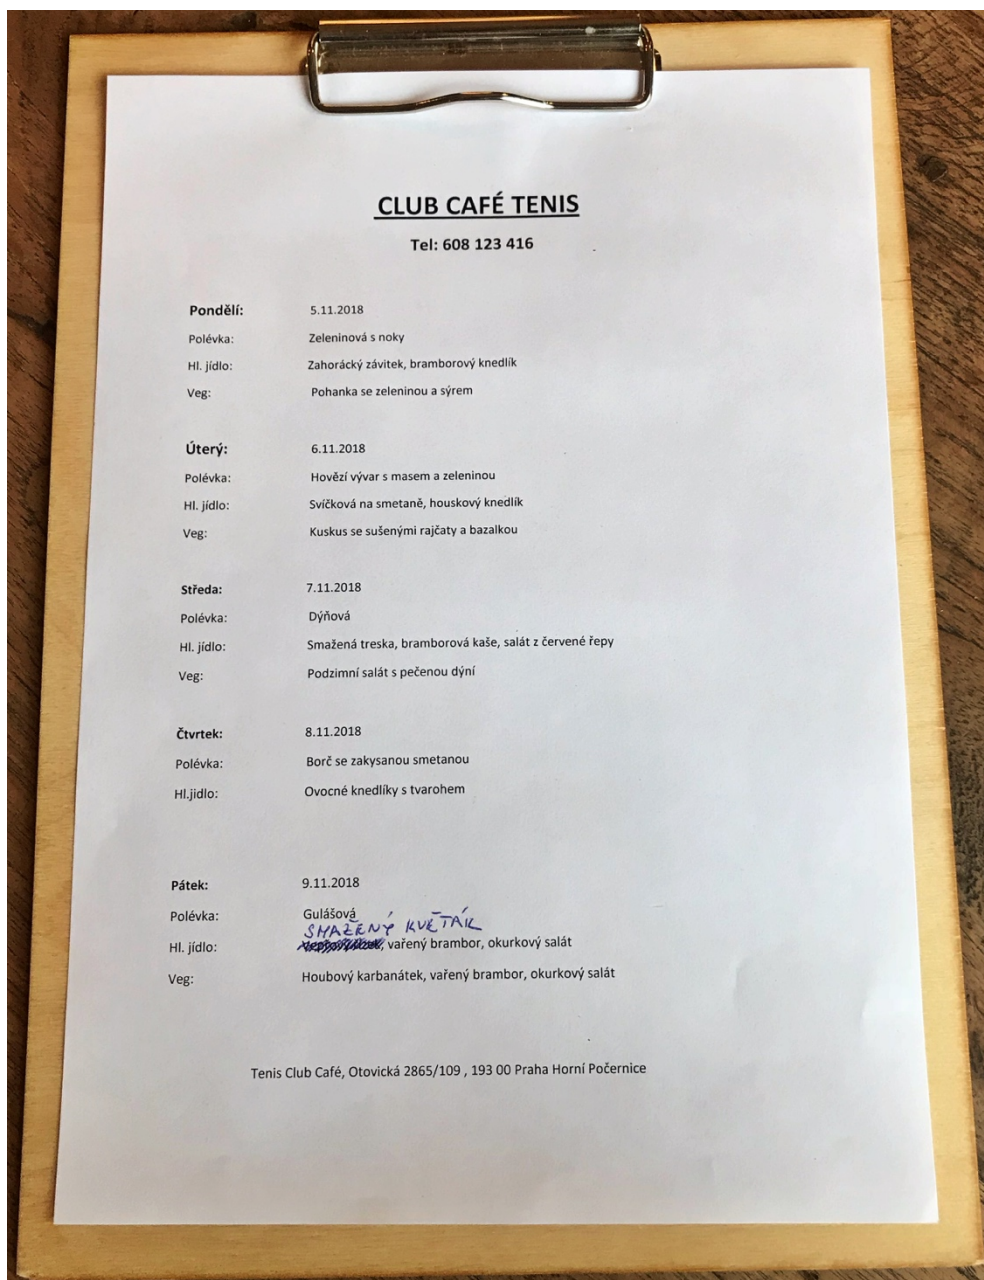 CLUB CAFÉ TENIS
Tel: 608 123 416
Pondělí: 5.11.2018
Polévka: Zeleninová s noky
Hl. jídlo: Zahorácký závitek, bramborový knedlík
Veg: Pohanka se zeleninou a sýrem
Úterý: 6.11.2018
Polévka: Hovězí vývar s masem a zeleninou
Hl. jídlo: Svíčková na smetaně, houskový knedlík
Veg: Kuskus se sušenými rajčaty a bazalkou
Středa: 7.11.2018
Polévka: Dýňová
Hl. jídlo: Smažená treska, bramborová kaše, salát z červené řepy
Veg: Podzimní salát s pečenou dýní
Čtvrtek: 8.11.2018
Polévka: Borč se zakysanou smetanou
Hl.jidlo: Ovocné knedlíky s tvarohem
Pátek: 9.11.2018
Polévka: Gulášová
SMAŽENÝ KVĚTÁK
Hl. jídlo: , vařený brambor, okurkový salát
Veg: Houbový karbanátek, vařený brambor, okurkový salát
Tenis Club Café, Otovická 2865/109 , 193 00 Praha Horní Počernice